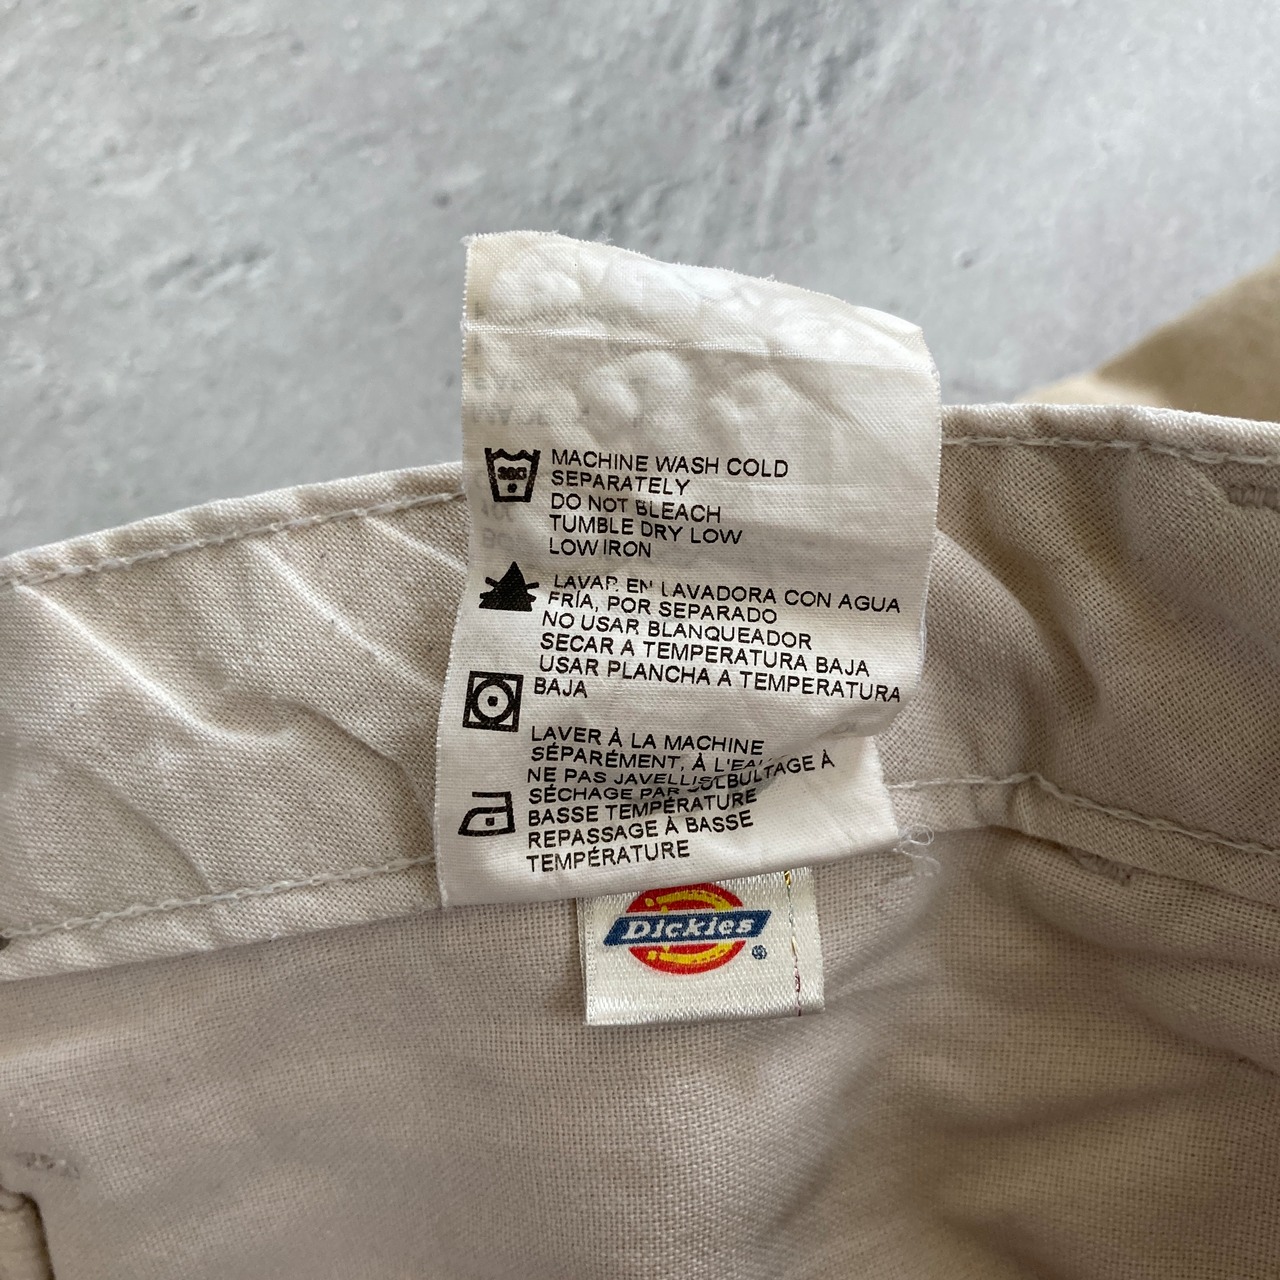 30C
MACHINE WASH COLD
SEPARATELY
DO NOT BLEACH
TUMBLE DRY LOW
LOW IRON
LAVAR EN LAVADORA CON AGUA
FRÍA, POR SEPARADO
NO USAR BLANQUEADOR
SECAR A TEMPERATURA BAJA
USAR PLANCHA A TEMPERATURA
BAJA
LAVER À LA MACHINE
SÉPARÉMENT, À L'EAU
NE PAS
SÉCHAGE PAR CULBUTAGE À
BASSE TEMPÉRATURE
REPASSAGE À BASSE
TEMPÉRATURE
Dickies
®